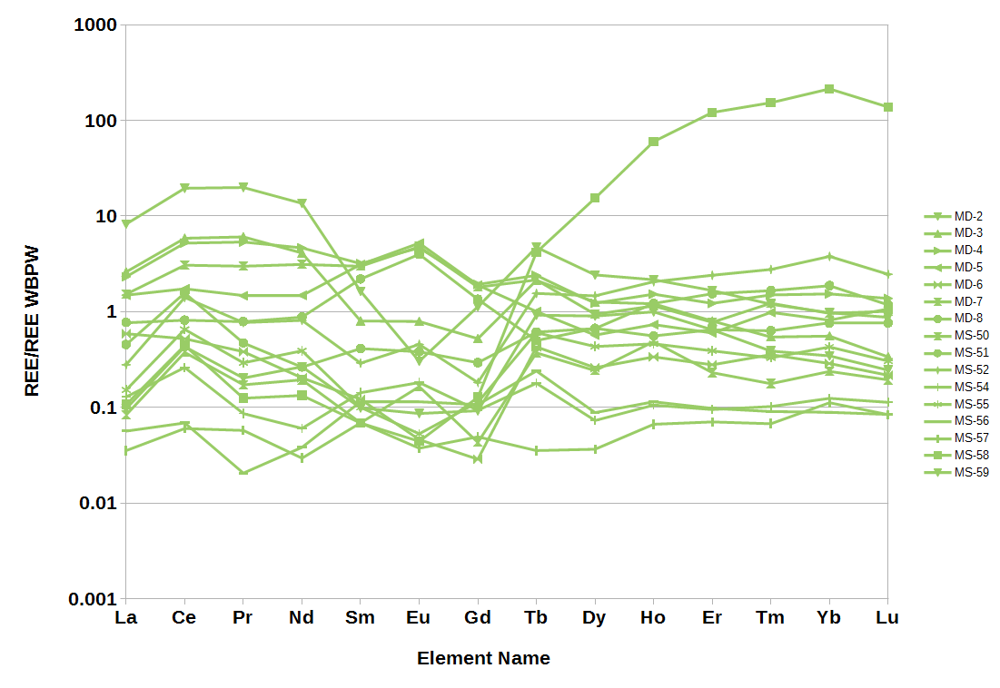 1000
100
10
1
0.1
0.01
0.001
REE/REE WBPW
La Ce Pr Nd Sm Eu Gd Tb Dy Ho Er Tm Yb Lu
Element Name
MD-2
MD-3
MD-4
MD-5
MD-6
MD-7
MD-8
MS-50
MS-51
MS-52
MS-54
MS-55
MS-56
MS-57
MS-58
MS-59